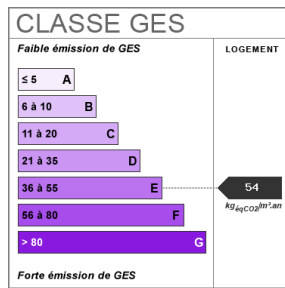 CLASSE GES
Faible émission de GES
LOGEMENT
≤ 5 A
6 à 10 B
11 à 20 C
21 à 35 D
36 à 55 E
54
kgéqCO2/m².an
56 à 80 F
> 80 G
Forte émission de GES